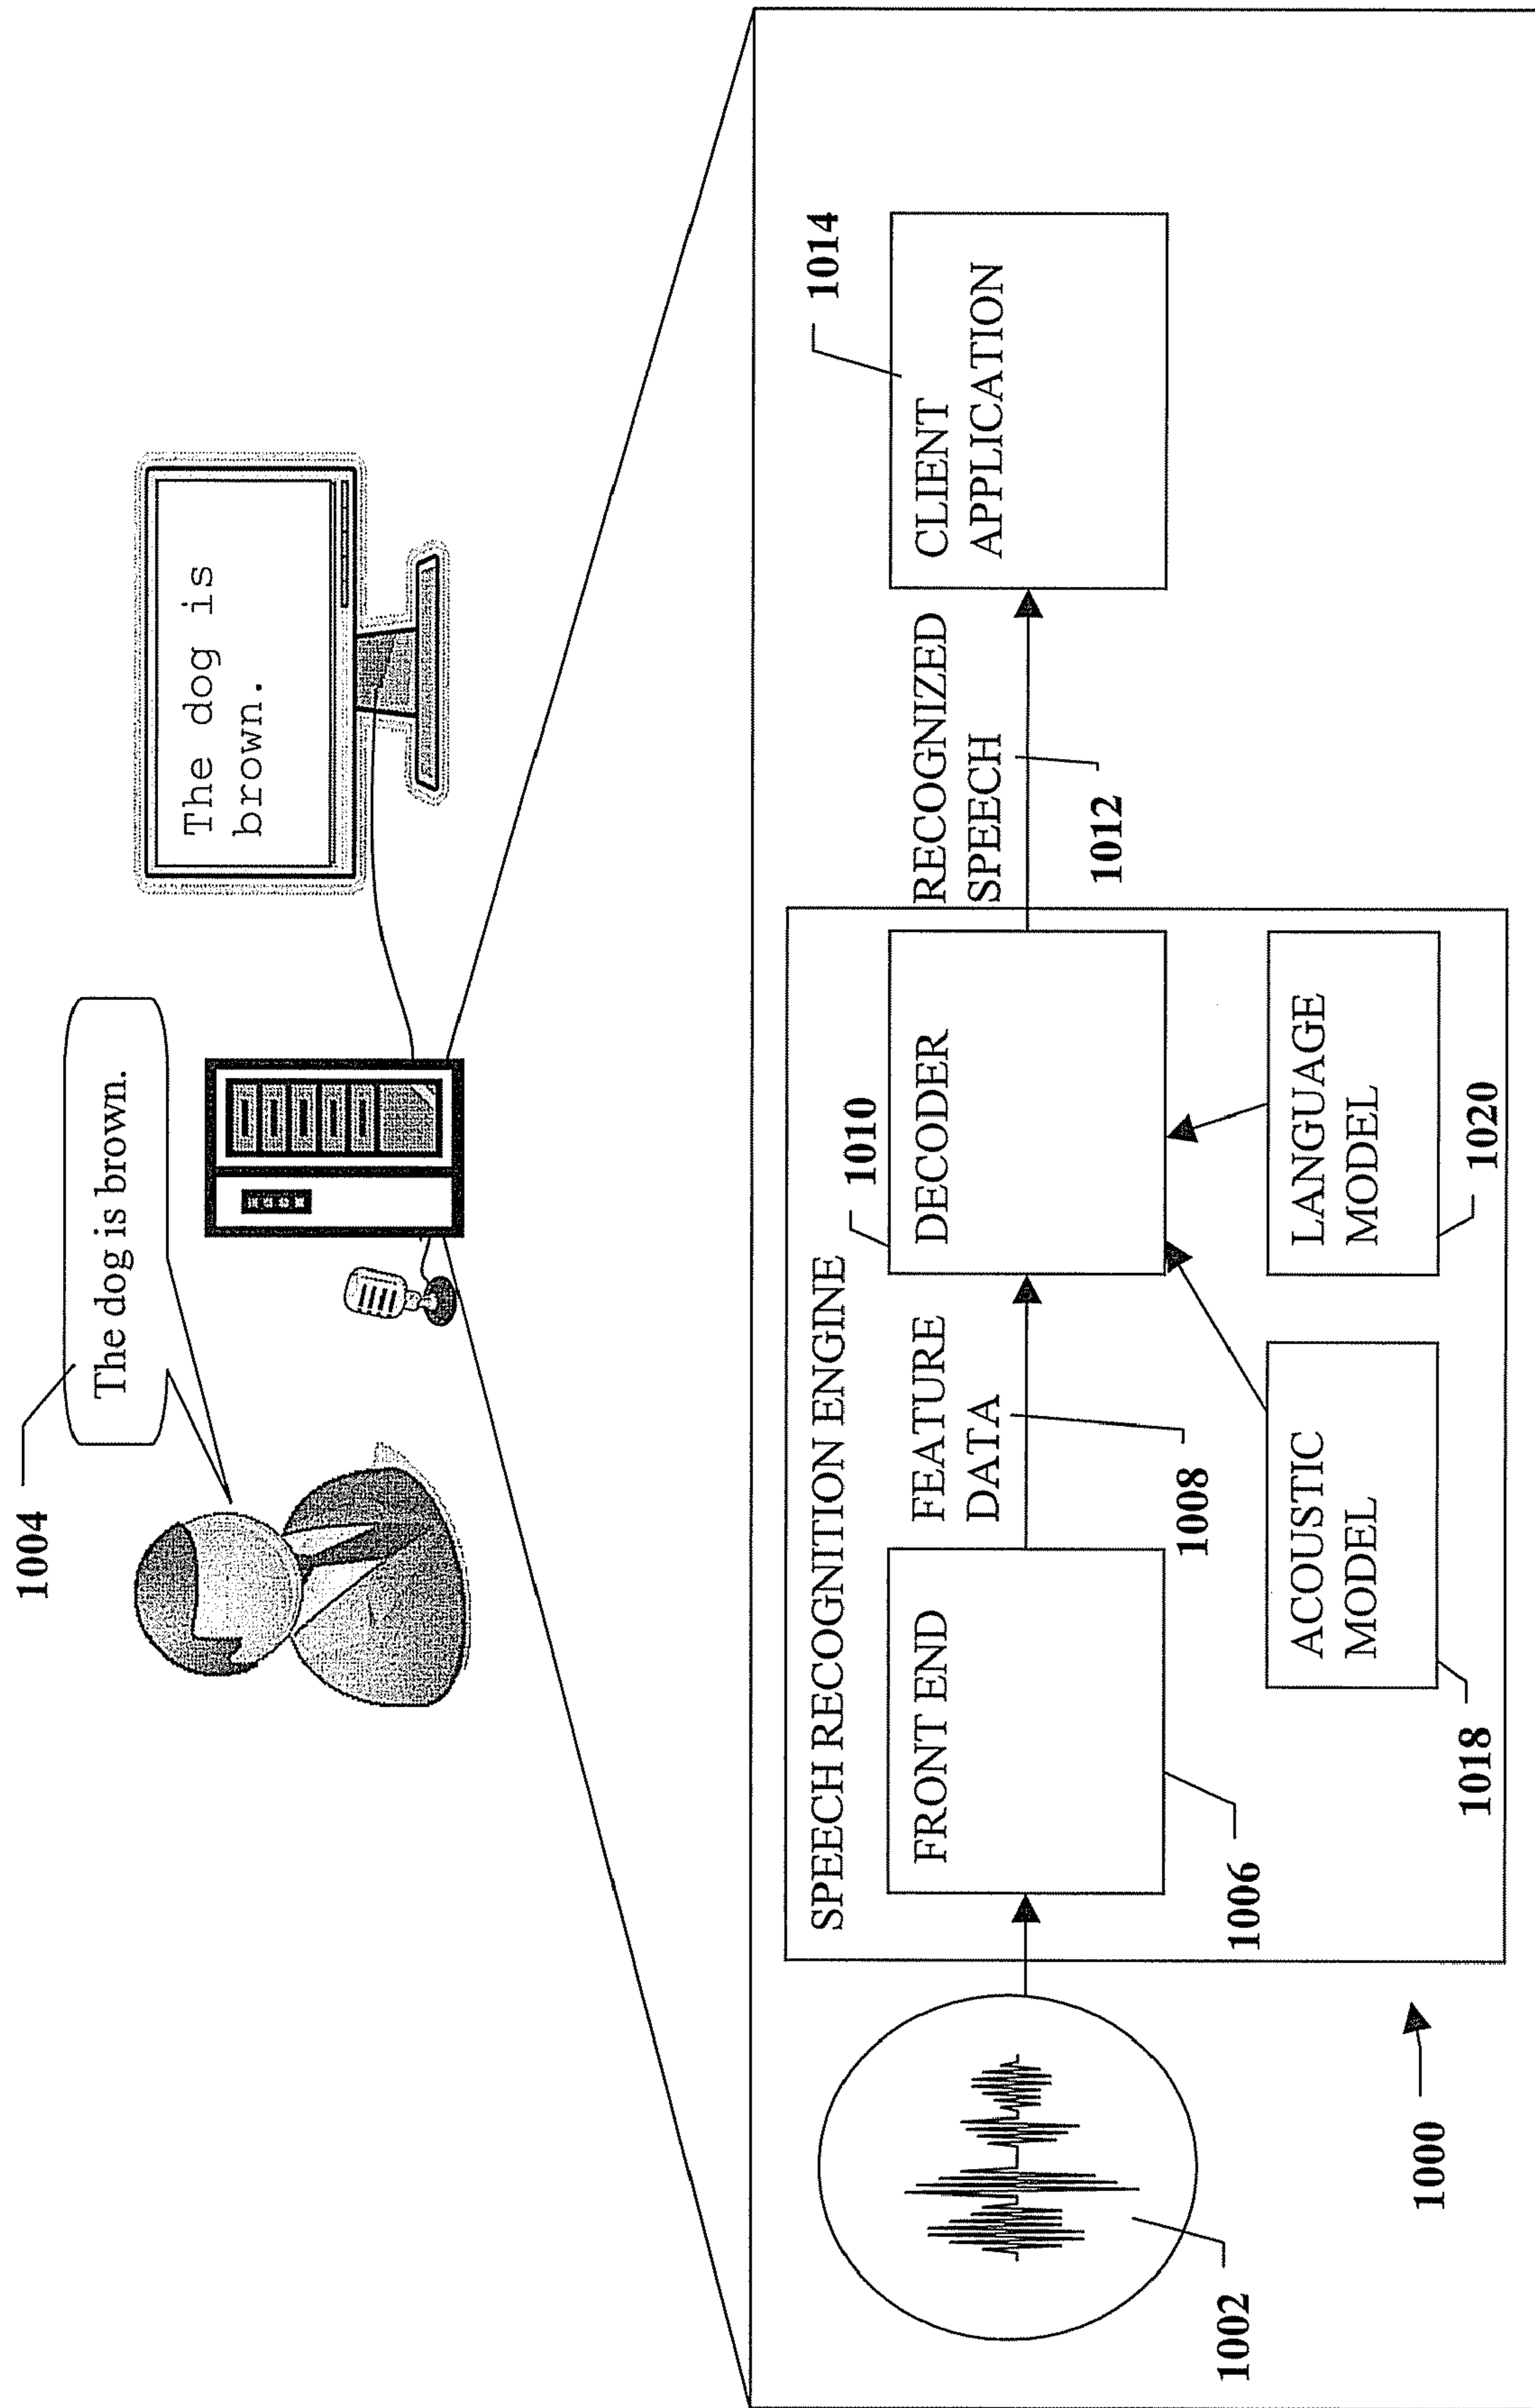 1004
The dog is brown.
The dog is
brown.
SPEECH RECOGNITION ENGINE
1010
1014
FRONT END
FEATURE
DATA
DECODER
RECOGNIZED
SPEECH
CLIENT
APPLICATION
1002
1006
1008
1012
ACOUSTIC
MODEL
LANGUAGE
MODEL
1000
1018
1020